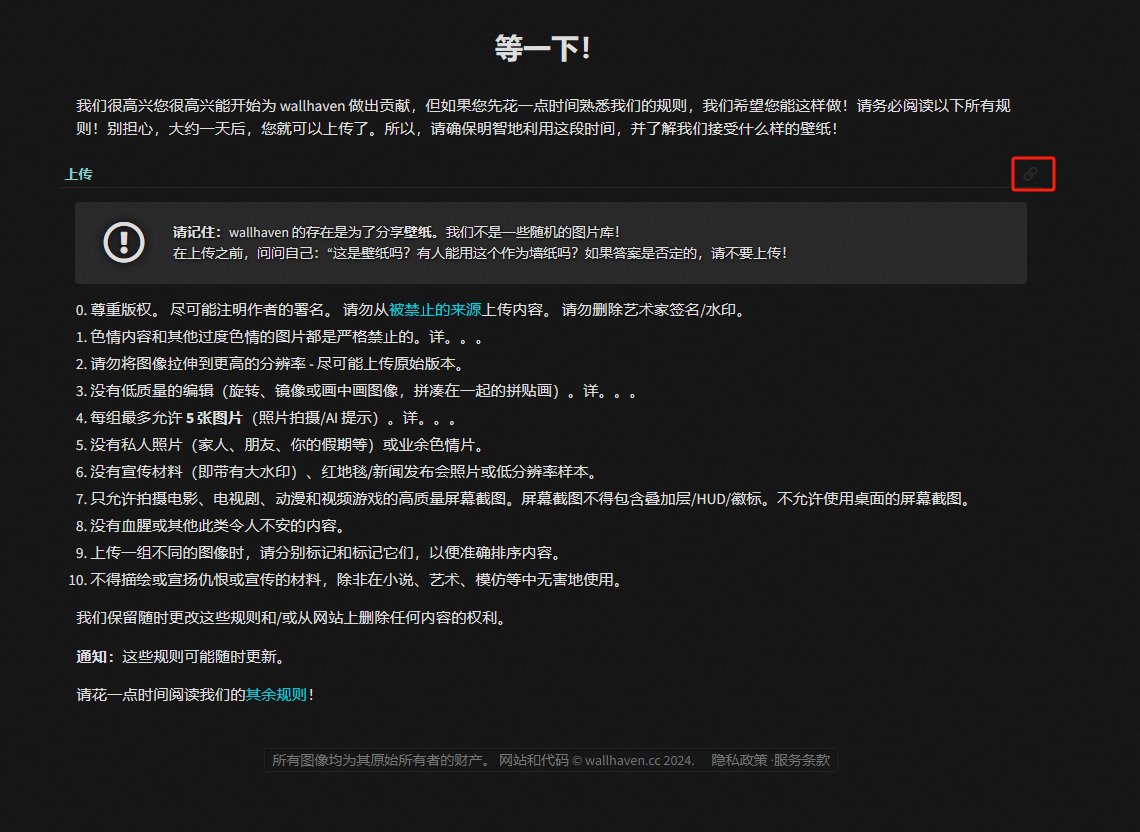 等一下！
我们很高兴您很高兴能开始为 wallhaven 做出贡献，但如果您先花一点时间熟悉我们的规则，我们希望您能这样做！请务必阅读以下所有规
则！别担心，大约一天后，您就可以上传了。所以，请确保明智地利用这段时间，并了解我们接受什么样的壁纸！
上传
请记住：wallhaven 的存在是为了分享壁纸。我们不是一些随机的图片库！
在上传之前，问问自己：“这是壁纸吗？有人能用这个作为墙纸吗？如果答案是否定的，请不要上传！
0. 尊重版权。 尽可能注明作者的署名。 请勿从被禁止的来源上传内容。 请勿删除艺术家签名/水印。
1. 色情内容和其他过度色情的图片都是严格禁止的。详。。。
2. 请勿将图像拉伸到更高的分辨率 - 尽可能上传原始版本。
3. 没有低质量的编辑（旋转、镜像或画中画图像，拼凑在一起的拼贴画）。详。。。
4. 每组最多允许 5 张图片（照片拍摄/AI 提示）。详。。。
5. 没有私人照片（家人、朋友、你的假期等）或业余色情片。
6. 没有宣传材料（即带有大水印）、红地毯/新闻发布会照片或低分辨率样本。
7. 只允许拍摄电影、电视剧、动漫和视频游戏的高质量屏幕截图。屏幕截图不得包含叠加层/HUD/徽标。不允许使用桌面的屏幕截图。
8. 没有血腥或其他此类令人不安的内容。
9. 上传一组不同的图像时，请分别标记和标记它们，以便准确排序内容。
10. 不得描绘或宣扬仇恨或宣传的材料，除非在小说、艺术、模仿等中无害地使用。
我们保留随时更改这些规则和/或从网站上删除任何内容的权利。
通知：这些规则可能随时更新。
请花一点时间阅读我们的其余规则！
所有图像均为其原始所有者的财产。 网站和代码 © wallhaven.cc 2024. 隐私政策 ·服务条款